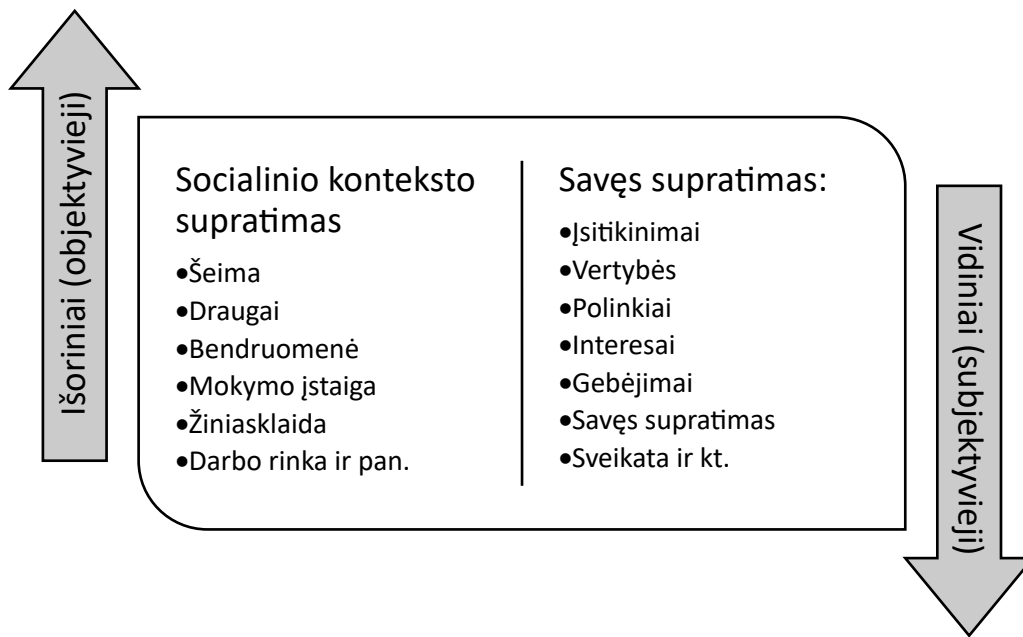 Išoriniai (objektyvieji)
Socialinio konteksto
supratimas
•Šeima
•Draugai
•Bendruomenė
•Mokymo įstaiga
•Žiniasklaida
•Darbo rinka ir pan.
Savęs supratimas:
•Įsitikinimai
•Vertybės
•Polinkiai
•Interesai
•Gebėjimai
•Savęs supratimas
•Sveikata ir kt.
Vidiniai (subjektyvieji)